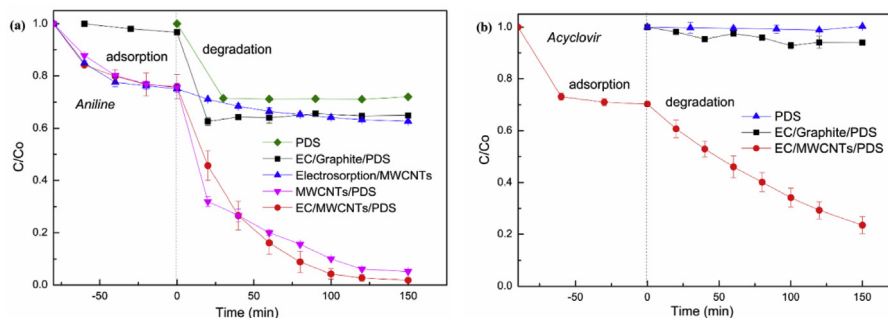 (a)
1.0
0.8
0.6
0.4
0.2
0.0
C/Co
adsorption
degradation
Aniline
PDS
EC/Graphite/PDS
Electrosorption/MWCNTs
MWCNTs/PDS
EC/MWCNTs/PDS
-50 0 50 100 150
Time (min)
(b)
1.0
0.8
0.6
0.4
0.2
0.0
C/Co
Acyclovir
adsorption
degradation
PDS
EC/Graphite/PDS
EC/MWCNTs/PDS
-50 0 50 100 150
Time (min)